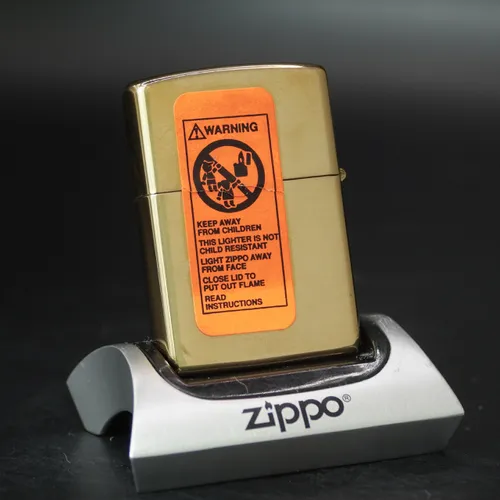 ⚠WARNING
KEEP AWAY
FROM CHILDREN
THIS LIGHTER IS NOT
CHILD RESISTANT
LIGHT ZIPPO AWAY
FROM FACE
CLOSE LID TO
PUT OUT FLAME
READ
INSTRUCTIONS
zippo®